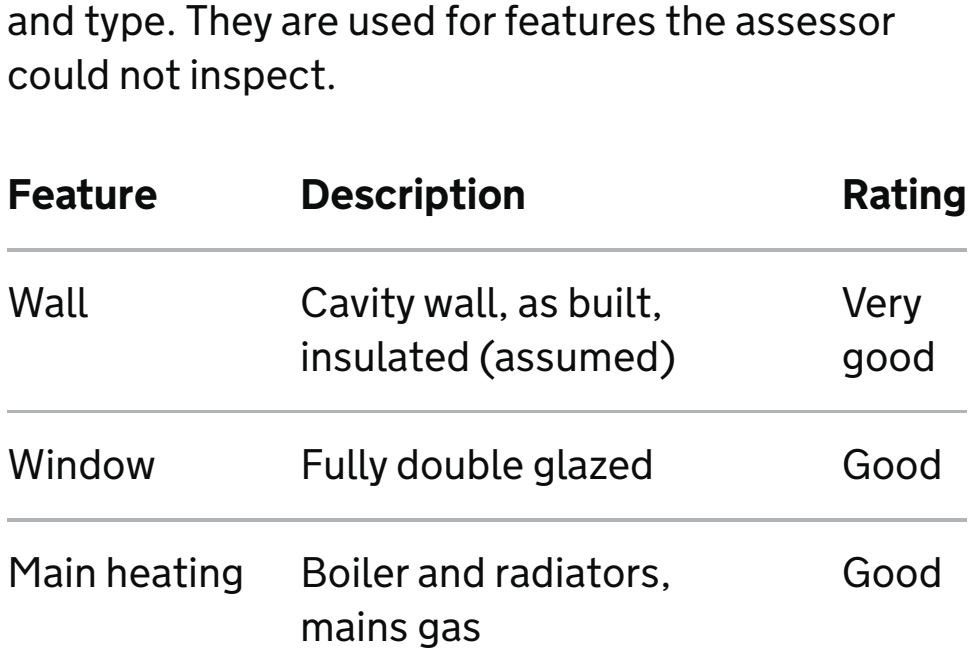 and type. They are used for features the assessor
could not inspect.
Feature Description Rating
Wall Cavity wall, as built, Very
insulated (assumed) good
Window Fully double glazed Good
Main heating Boiler and radiators, Good
mains gas